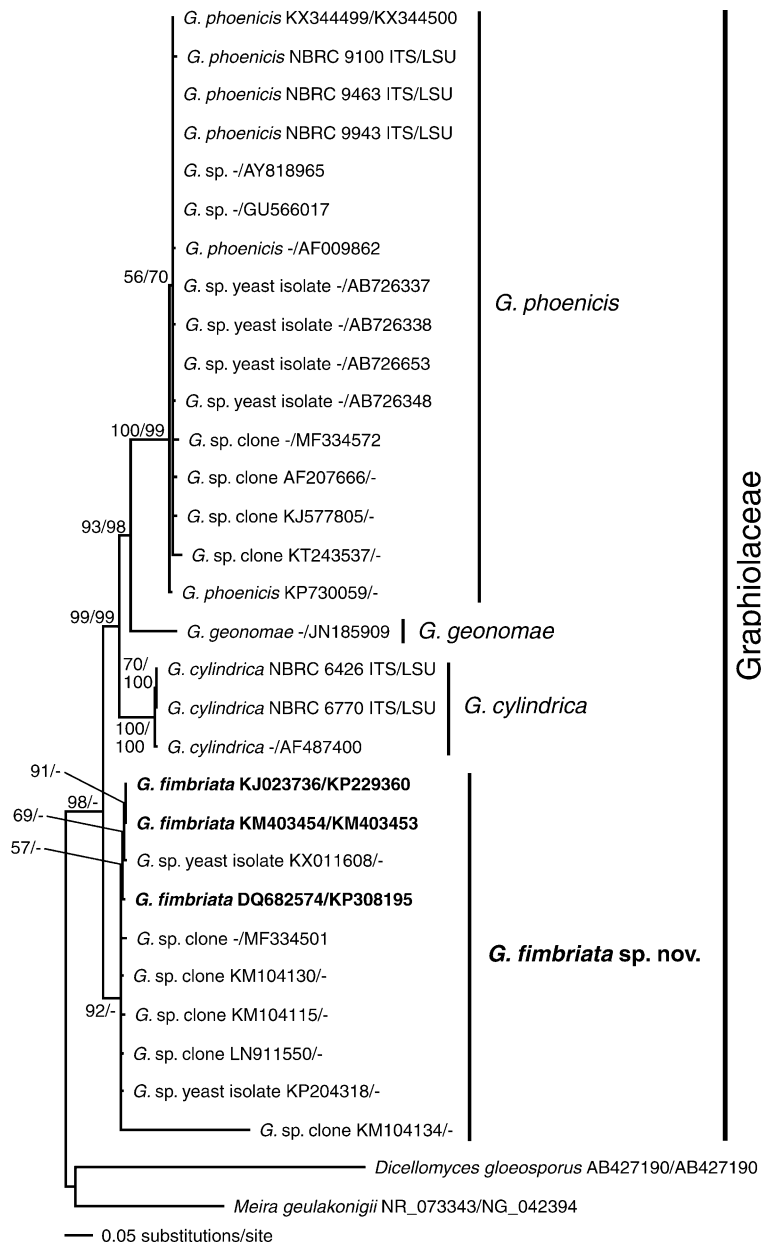 G. phoenicis KX344499/KX344500
G. phoenicis NBRC 9100 ITS/LSU
G. phoenicis NBRC 9463 ITS/LSU
G. phoenicis NBRC 9943 ITS/LSU
G. sp. -/AY818965
G. sp. -/GU566017
G. phoenicis -/AF009862
56/70
G. sp. yeast isolate -/AB726337
G. phoenicis
G. sp. yeast isolate -/AB726338
G. sp. yeast isolate -/AB726653
G. sp. yeast isolate -/AB726348
100/99
G. sp. clone -/MF334572
G. sp. clone AF207666/-
G. sp. clone KJ577805/-
93/98
G. sp. clone KT243537/-
G. phoenicis KP730059/-
Graphiolaceae
99/99
G. geonomae -/JN185909
G. geonomae
70/
100
G. cylindrica NBRC 6426 ITS/LSU
G. cylindrica NBRC 6770 ITS/LSU
G. cylindrica
100/
100
G. cylindrica -/AF487400
91/-
G. fimbriata KJ023736/KP229360
98/-
69/-
G. fimbriata KM403454/KM403453
57/-
G. sp. yeast isolate KX011608/-
G. fimbriata DQ682574/KP308195
G. sp. clone -/MF334501
G. fimbriata sp. nov.
G. sp. clone KM104130/-
92/-
G. sp. clone KM104115/-
G. sp. clone LN911550/-
G. sp. yeast isolate KP204318/-
G. sp. clone KM104134/-
Dicellomyces gloeosporus AB427190/AB427190
Meira geulakonigii NR_073343/NG_042394
0.05 substitutions/site